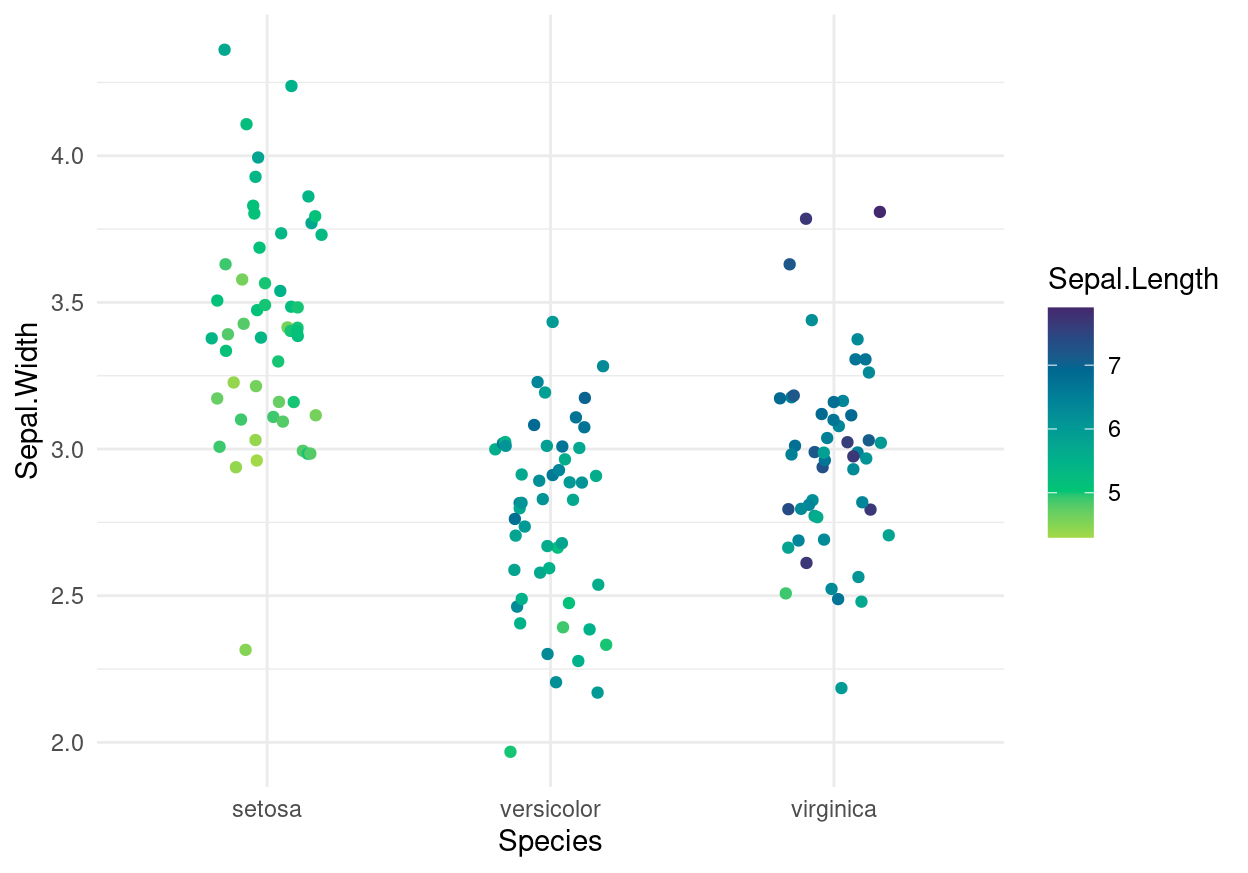 Sepal.Width
4.0
3.5
3.0
2.5
2.0
setosa
versicolor
virginica
Species
Sepal.Length
7
6
5